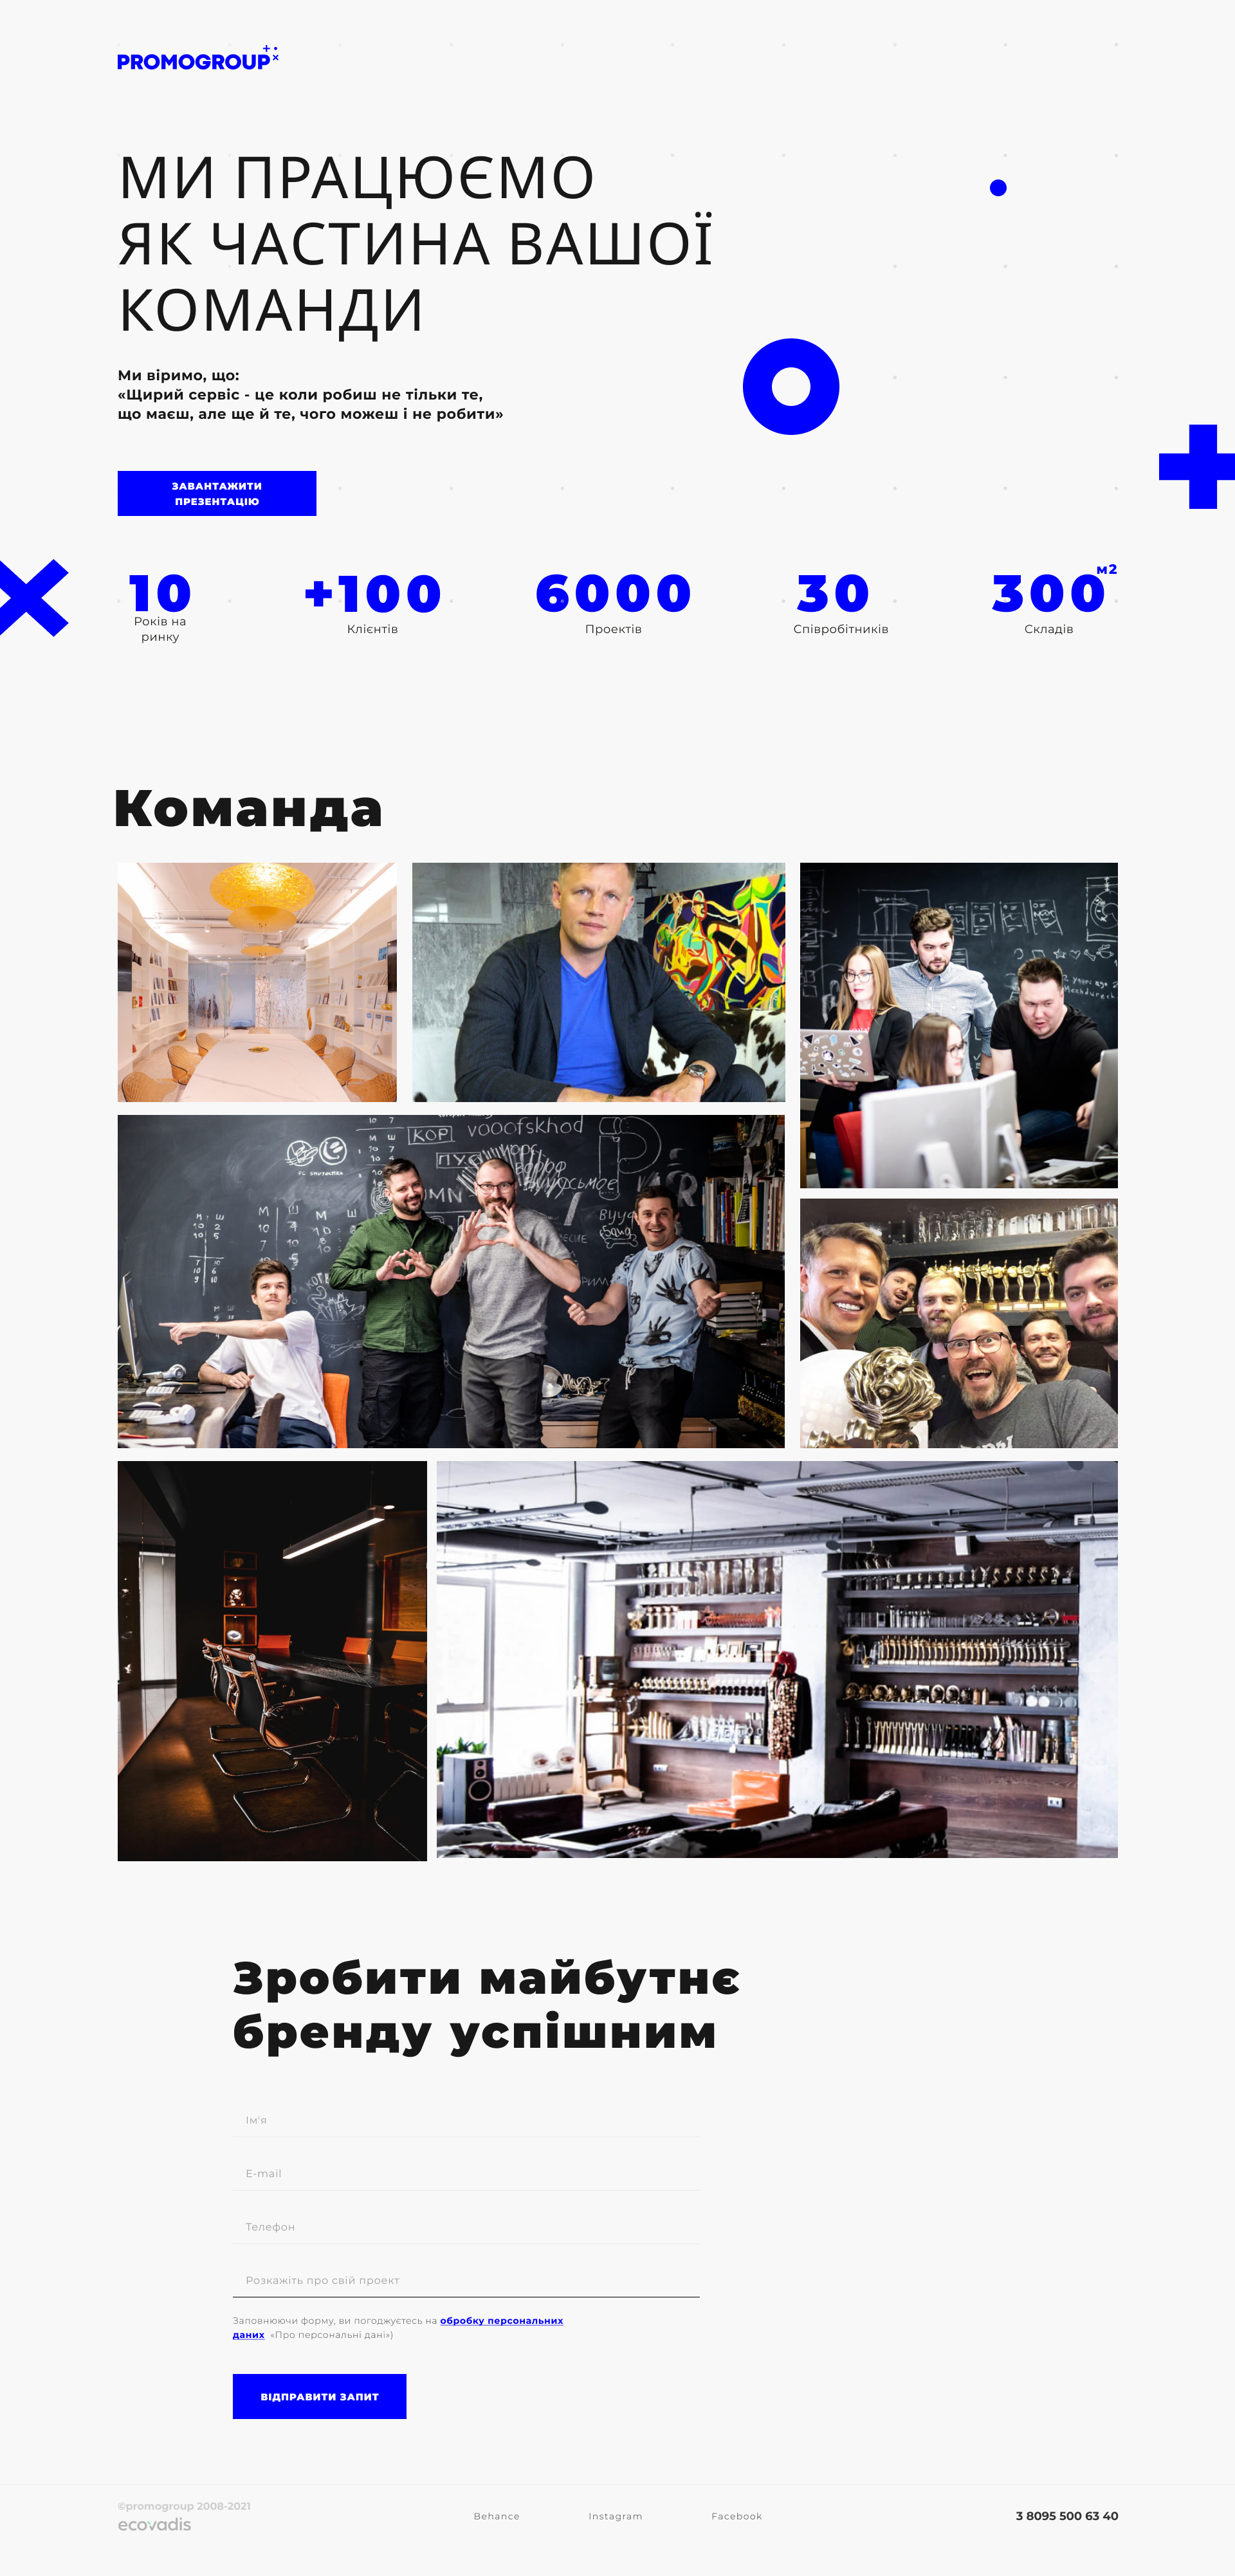 PROMOGROUP
МИ ПРАЦЮЄМО
ЯК ЧАСТИНА ВАШОЇ
КОМАНДИ
Ми віримо, що:
«Щирий сервіс - це коли робиш не тільки те,
що маєш, але ще й те, чого можеш і не робити»
ЗАВАНТАЖИТИ
ПРЕЗЕНТАЦІЮ
10
Років на
ринку
+100
Клієнтів
6000
Проектів
30
Співробітників
300 м2
Складів
Команда
КОР
vooofskhod
Зробити майбутнє
бренду успішним
Ім'я
E-mail
Телефон
Розкажіть про свій проект
Заповнюючи форму, ви погоджуєтесь на обробку персональних
даних «Про персональні дані»)
ВІДПРАВИТИ ЗАПИТ
©promogroup 2008-2021
ecovadis
Behance
Instagram
Facebook
3 8095 500 63 40